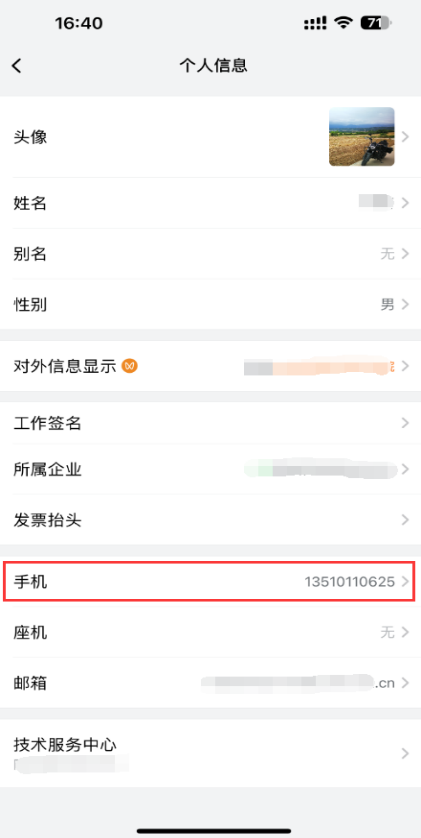 16:40
71
个人信息
头像
姓名
别名 无
性别 男
对外信息显示
工作签名
所属企业
发票抬头
手机 13510110625
座机 无
邮箱 .cn
技术服务中心